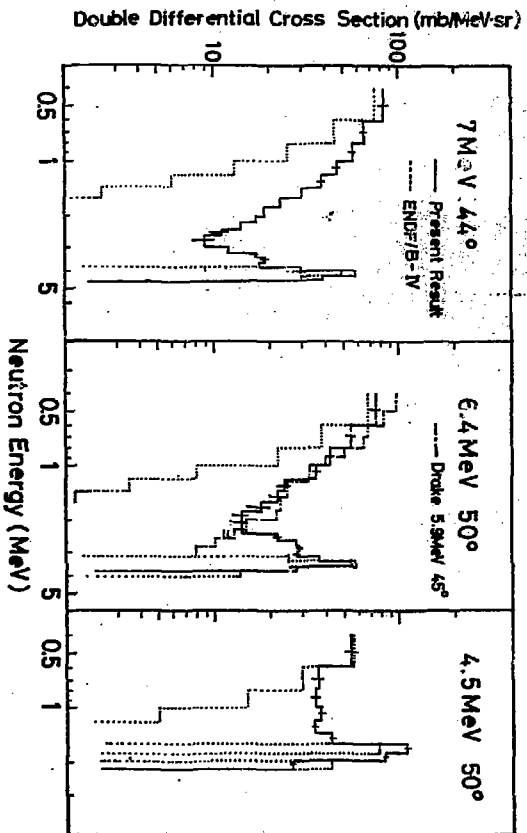 Double Differential Cross Section (mb/MeV·sr)
10
100
7MeV 44°
—— Present Result
----- ENDF/B-IV
0.5
1
5
6.4MeV 50°
—·— Drake 5.9MeV 45°
0.5
1
5
4.5MeV 50°
0.5
1
Neutron Energy (MeV)